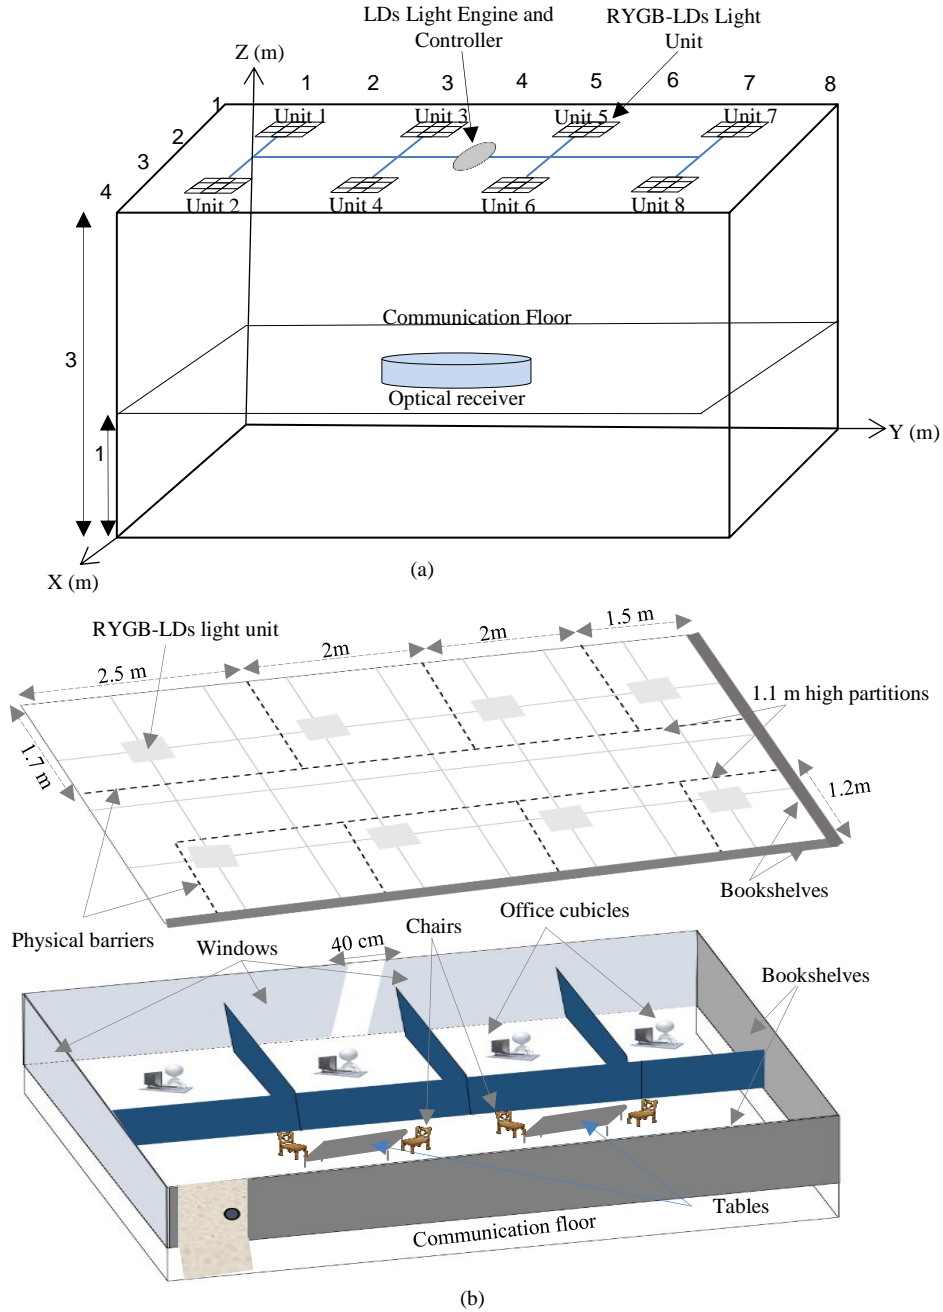 LDs Light Engine and
Controller
RYGB-LDs Light
Unit
Z (m)
1 2 3 4 5 6 7 8
1
2
3
4
Unit 1
Unit 3
Unit 5
Unit 7
Unit 2
Unit 4
Unit 6
Unit 8
Communication Floor
3
Optical receiver
1
Y (m)
X (m)
(a)
RYGB-LDs light unit
2.5 m
2m
2m
1.5 m
1.1 m high partitions
1.7 m
1.2m
Bookshelves
Physical barriers
Windows
40 cm
Chairs
Office cubicles
Bookshelves
Tables
Communication floor
(b)